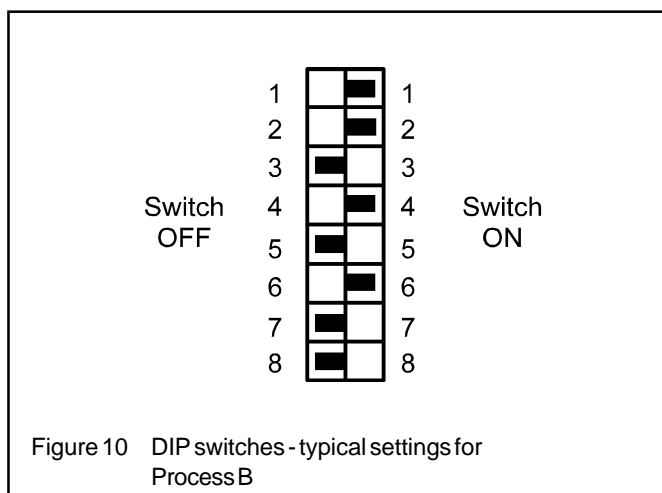 1 1
2 2
3 3
Switch OFF 4 4 Switch ON
5 5
6 6
7 7
8 8
Figure 10 DIP switches - typical settings for
Process B